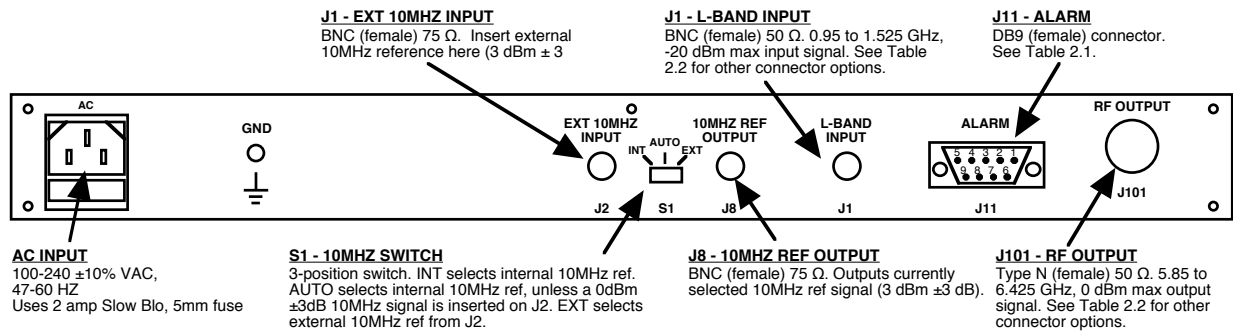 J1 - EXT 10MHZ INPUT
BNC (female) 75 Ω. Insert external
10MHz reference here (3 dBm ± 3
J1 - L-BAND INPUT
BNC (female) 50 Ω. 0.95 to 1.525 GHz,
-20 dBm max input signal. See Table
2.2 for other connector options.
J11 - ALARM
DB9 (female) connector.
See Table 2.1.
AC
GND
EXT 10MHZ
INPUT
INT
AUTO
EXT
10MHZ REF
OUTPUT
L-BAND
INPUT
ALARM
5 4 3 2 1
9 8 7 6
RF OUTPUT
J101
J2
S1
J8
J1
J11
AC INPUT
100-240 ±10% VAC,
47-60 HZ
Uses 2 amp Slow Blo, 5mm fuse
S1 - 10MHZ SWITCH
3-position switch. INT selects internal 10MHz ref.
AUTO selects internal 10MHz ref, unless a 0dBm
±3dB 10MHz signal is inserted on J2. EXT selects
external 10MHz ref from J2.
J8 - 10MHZ REF OUTPUT
BNC (female) 75 Ω. Outputs currently
selected 10MHz ref signal (3 dBm ±3 dB).
J101 - RF OUTPUT
Type N (female) 50 Ω. 5.85 to
6.425 GHz, 0 dBm max output
signal. See Table 2.2 for other
connector options.